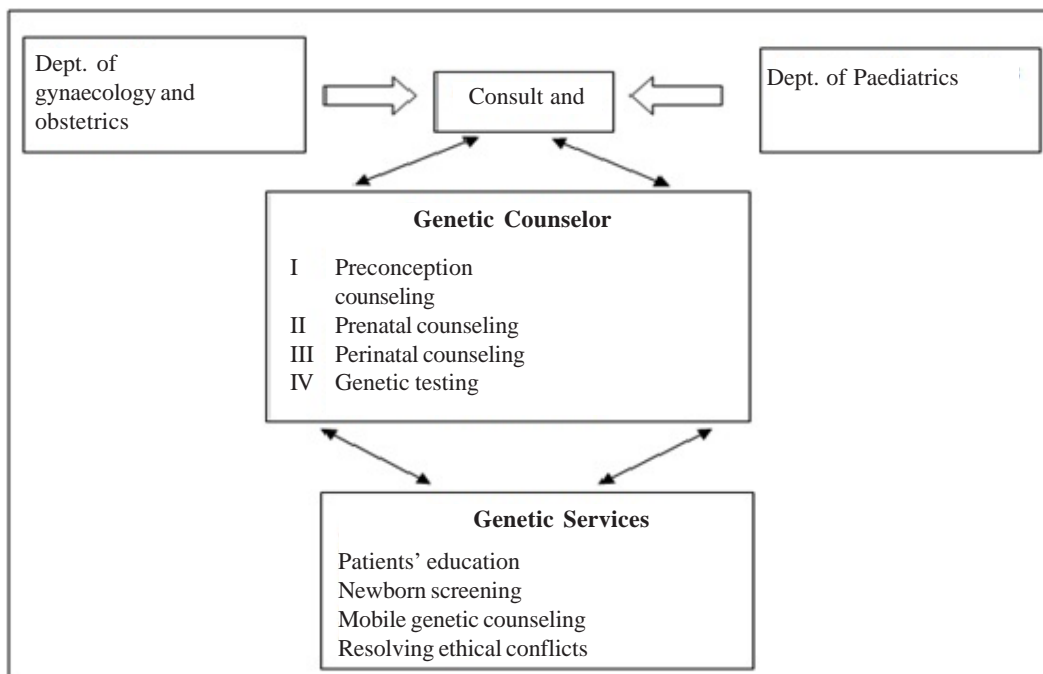 Dept. of
gynaecology and
obstetrics
Consult and
Dept. of Paediatrics
Genetic Counselor
I Preconception
counseling
II Prenatal counseling
III Perinatal counseling
IV Genetic testing
Genetic Services
Patients’ education
Newborn screening
Mobile genetic counseling
Resolving ethical conflicts